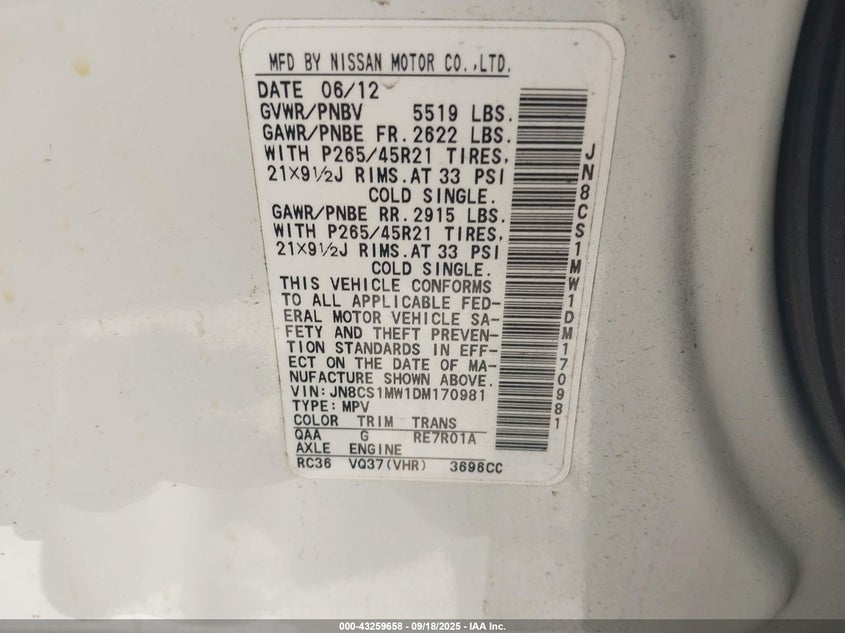 MFD BY NISSAN MOTOR CO.,LTD.
DATE 06/12
GVWR/PNBV 5519 LBS.
GAWR/PNBE FR. 2622 LBS.
WITH P265/45R21 TIRES,
21×9½J RIMS.AT 33 PSI
COLD SINGLE.
GAWR/PNBE RR. 2915 LBS.
WITH P265/45R21 TIRES,
21×9½J RIMS.AT 33 PSI
COLD SINGLE.
THIS VEHICLE CONFORMS
TO ALL APPLICABLE FED-
ERAL MOTOR VEHICLE SA-
FETY AND THEFT PREVEN-
TION STANDARDS IN EFF-
ECT ON THE DATE OF MA-
NUFACTURE SHOWN ABOVE.
VIN: JN8CS1MW1DM170981
TYPE: MPV
COLOR TRIM TRANS
QAA G RE7R01A
AXLE ENGINE
RC36 VQ37(VHR) 3696CC
JN8CS1MW1DM170981
000-43259658 - 09/18/2025 - IAA Inc.